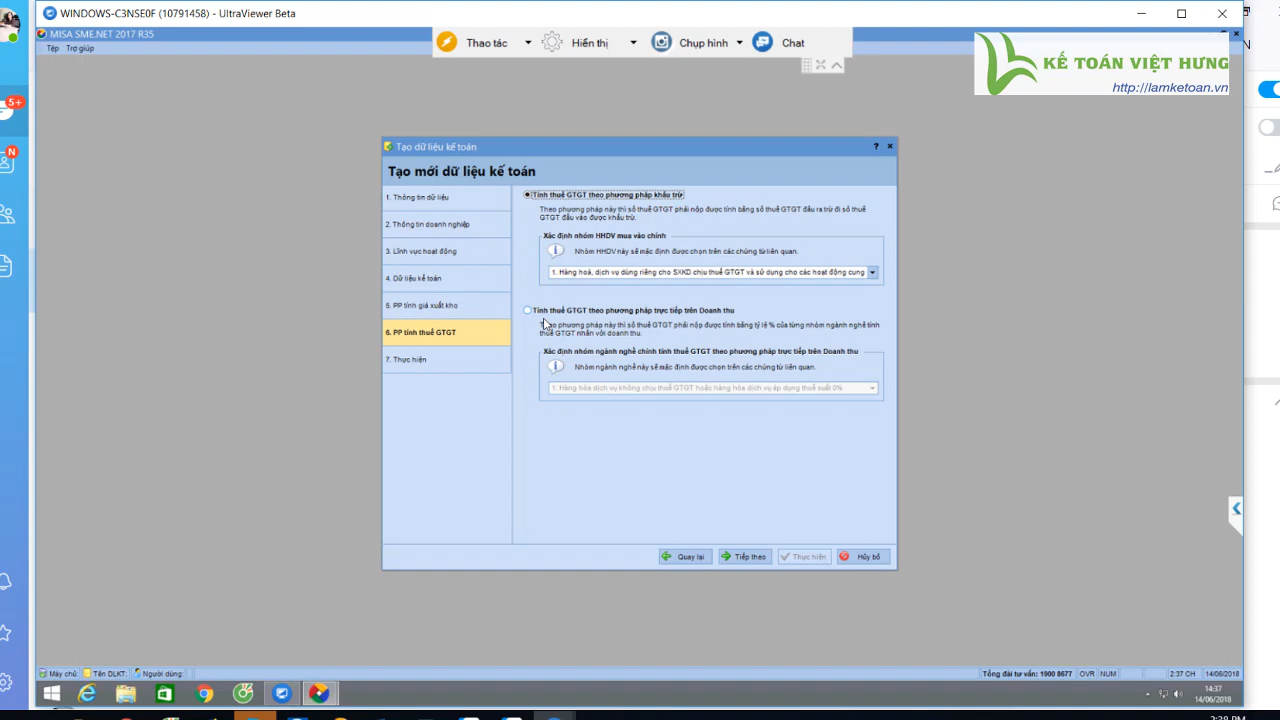 WINDOWS-C3NSE0F (10791458) - UltraViewer Beta
MISA SME.NET 2017 R35
Tệp Trợ giúp
Thao tác Hiển thị Chụp hình Chat
KẾ TOÁN VIỆT HƯNG
http://lamketoan.vn
5+
N
Tạo dữ liệu kế toán
Tạo mới dữ liệu kế toán
1. Thông tin dữ liệu
2. Thông tin doanh nghiệp
3. Lĩnh vực hoạt động
4. Dữ liệu kế toán
5. PP tính giá xuất kho
6. PP tính thuế GTGT
7. Thực hiện
Tính thuế GTGT theo phương pháp khấu trừ
Theo phương pháp này thì số thuế GTGT phải nộp được tính bằng số thuế GTGT đầu ra trừ đi số thuế
GTGT đầu vào được khấu trừ.
Xác định nhóm HHDV mua vào chính
Nhóm HHDV này sẽ mặc định được chọn trên các chứng từ liên quan.
1. Hàng hoá, dịch vụ dùng riêng cho SXKD chịu thuế GTGT và sử dụng cho các hoạt động cung
Tính thuế GTGT theo phương pháp trực tiếp trên Doanh thu
phương pháp này thì số thuế GTGT phải nộp được tính bằng tỷ lệ % của từng nhóm ngành nghề tính
thuế GTGT nhân với doanh thu.
Xác định nhóm ngành nghề chính tính thuế GTGT theo phương pháp trực tiếp trên Doanh thu
Nhóm ngành nghề này sẽ mặc định được chọn trên các chứng từ liên quan.
1. Hàng hóa dịch vụ không chịu thuế GTGT hoặc hàng hóa dịch vụ áp dụng thuế suất 0%
Quay lại Tiếp theo Thực hiện Hủy bỏ
Máy chủ: Tên DLKT: Người dùng: Tổng đài tư vấn: 1900 8677 OVR NUM 2:37 CH 14/06/2018
14:37
14/06/2018